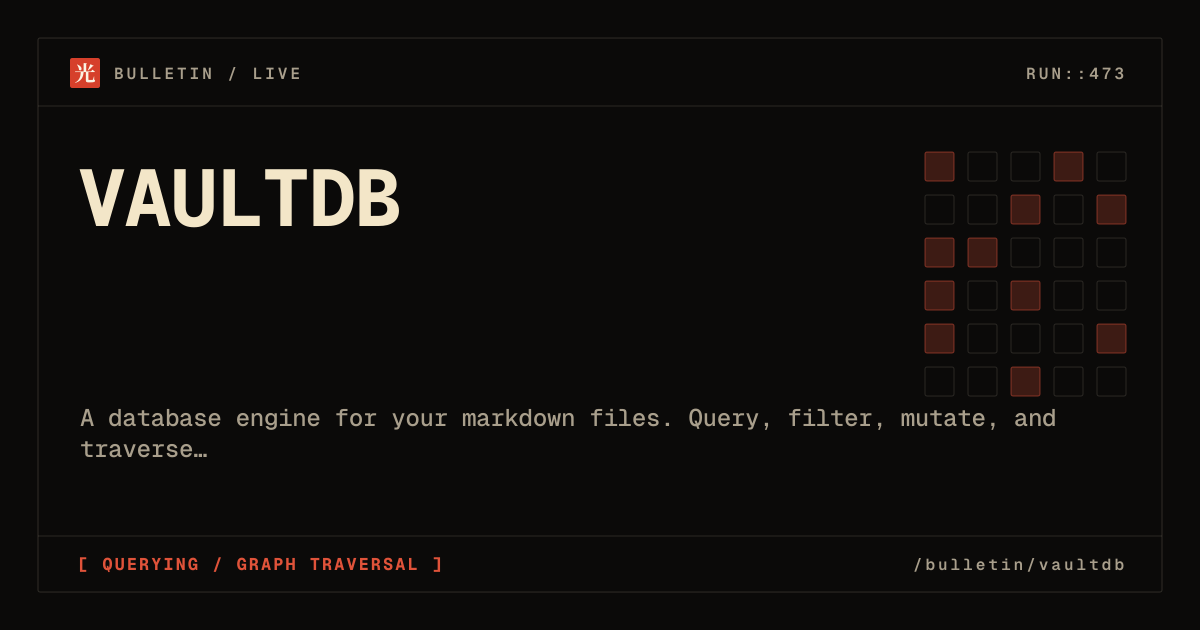 光 BULLETIN / LIVE
RUN::473
VAULTDB
A database engine for your markdown files. Query, filter, mutate, and
traverse…
[ QUERYING / GRAPH TRAVERSAL ]
/bulletin/vaultdb